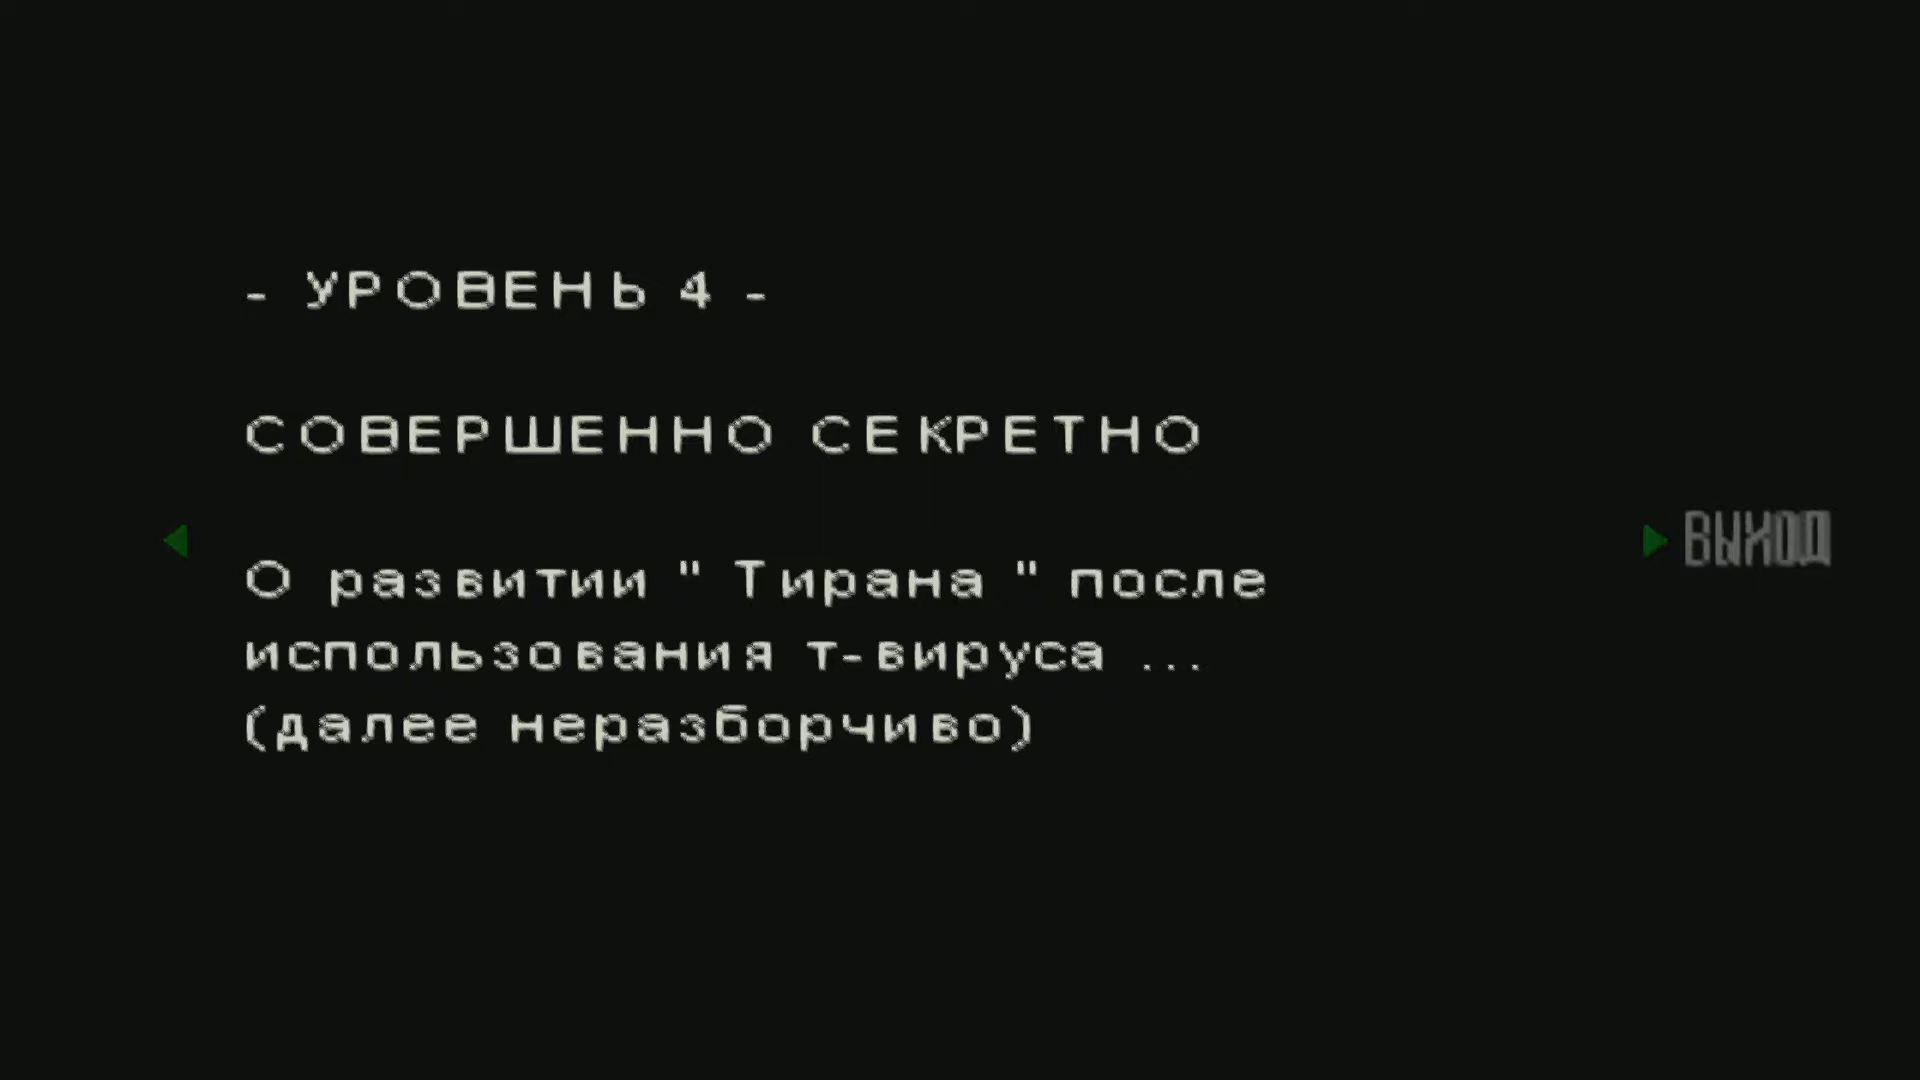 - УРОВЕНЬ 4 -
СОВЕРШЕННО СЕКРЕТНО
О развитии " Тирана " после
использования т-вируса ...
(далее неразборчиво)
ВЫХОД